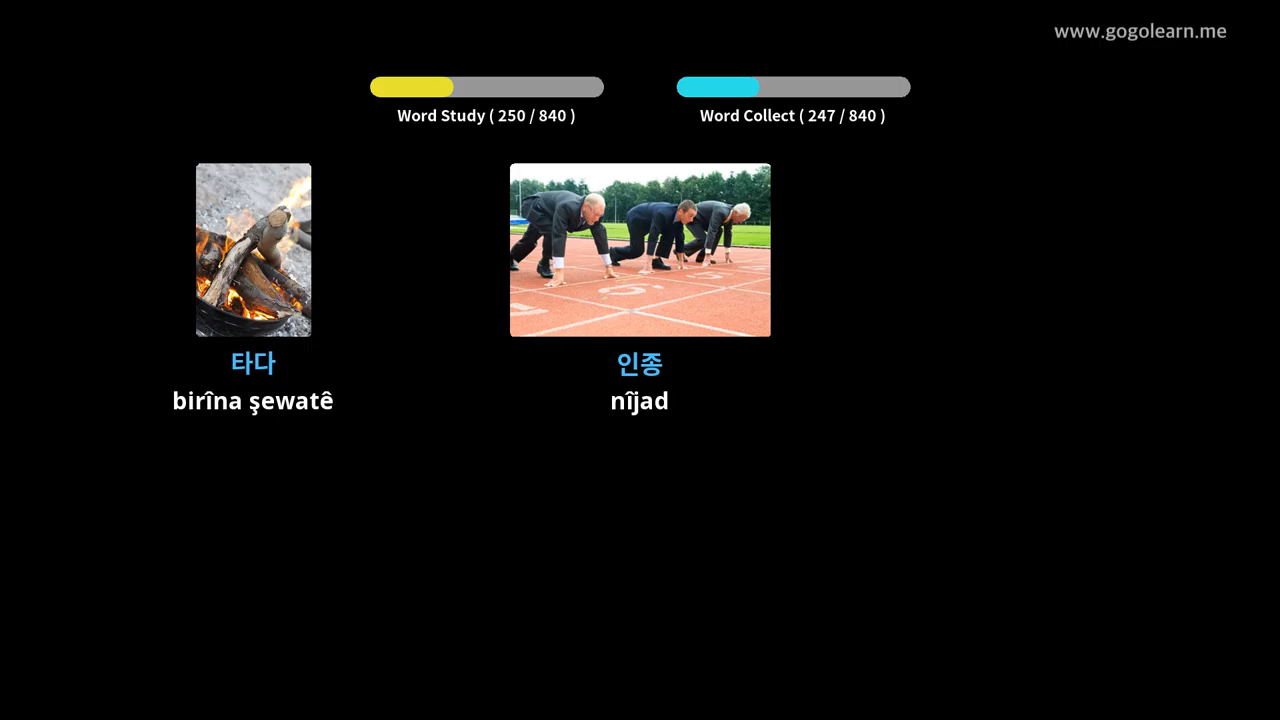 www.gogolearn.me
Word Study ( 250 / 840 )
Word Collect ( 247 / 840 )
타다
birîna şewatê
인종
nîjad